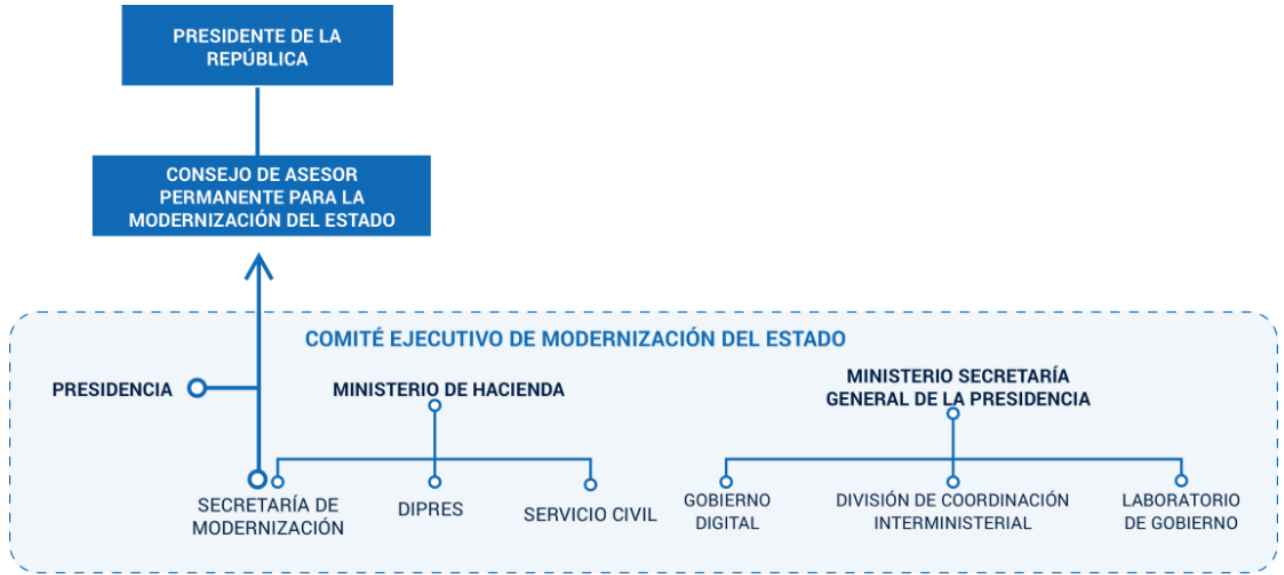 PRESIDENTE DE LA
REPÚBLICA
CONSEJO DE ASESOR
PERMANENTE PARA LA
MODERNIZACIÓN DEL ESTADO
COMITÉ EJECUTIVO DE MODERNIZACIÓN DEL ESTADO
PRESIDENCIA
MINISTERIO DE HACIENDA
MINISTERIO SECRETARÍA
GENERAL DE LA PRESIDENCIA
SECRETARÍA DE
MODERNIZACIÓN
DIPRES
SERVICIO CIVIL
GOBIERNO
DIGITAL
DIVISIÓN DE COORDINACIÓN
INTERMINISTERIAL
LABORATORIO
DE GOBIERNO